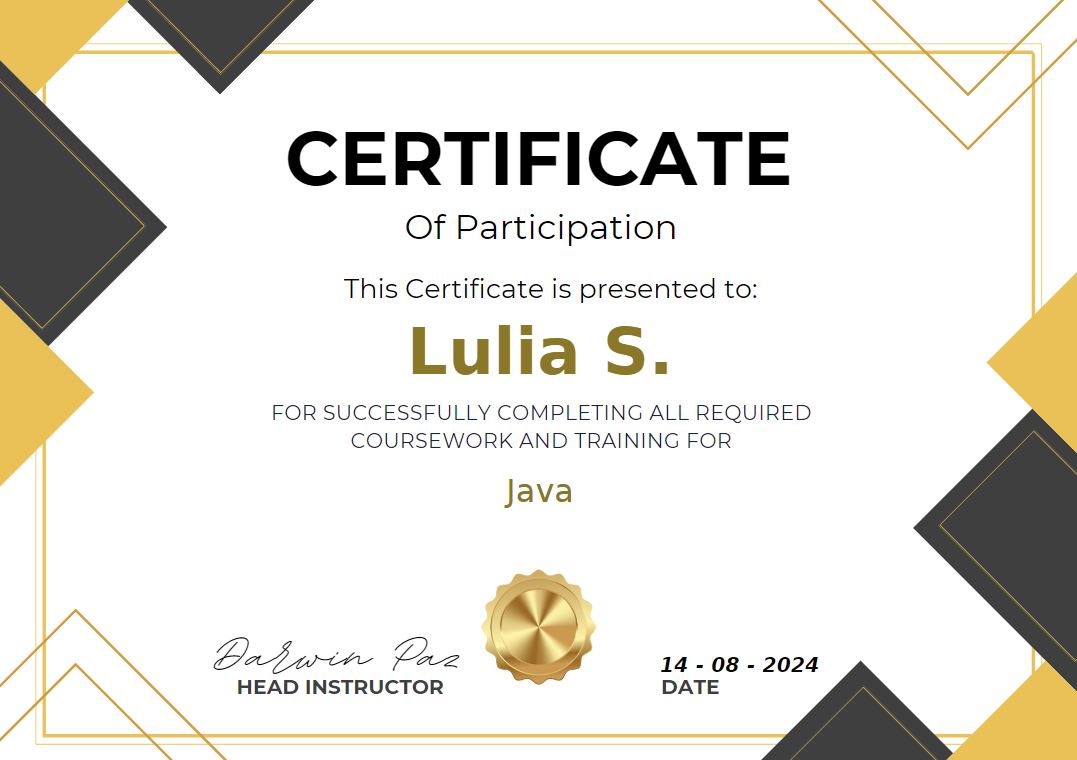 CERTIFICATE
Of Participation
This Certificate is presented to:
Lulia S.
FOR SUCCESSFULLY COMPLETING ALL REQUIRED
COURSEWORK AND TRAINING FOR
Java
Darwin Paz
HEAD INSTRUCTOR
14 - 08 - 2024
DATE